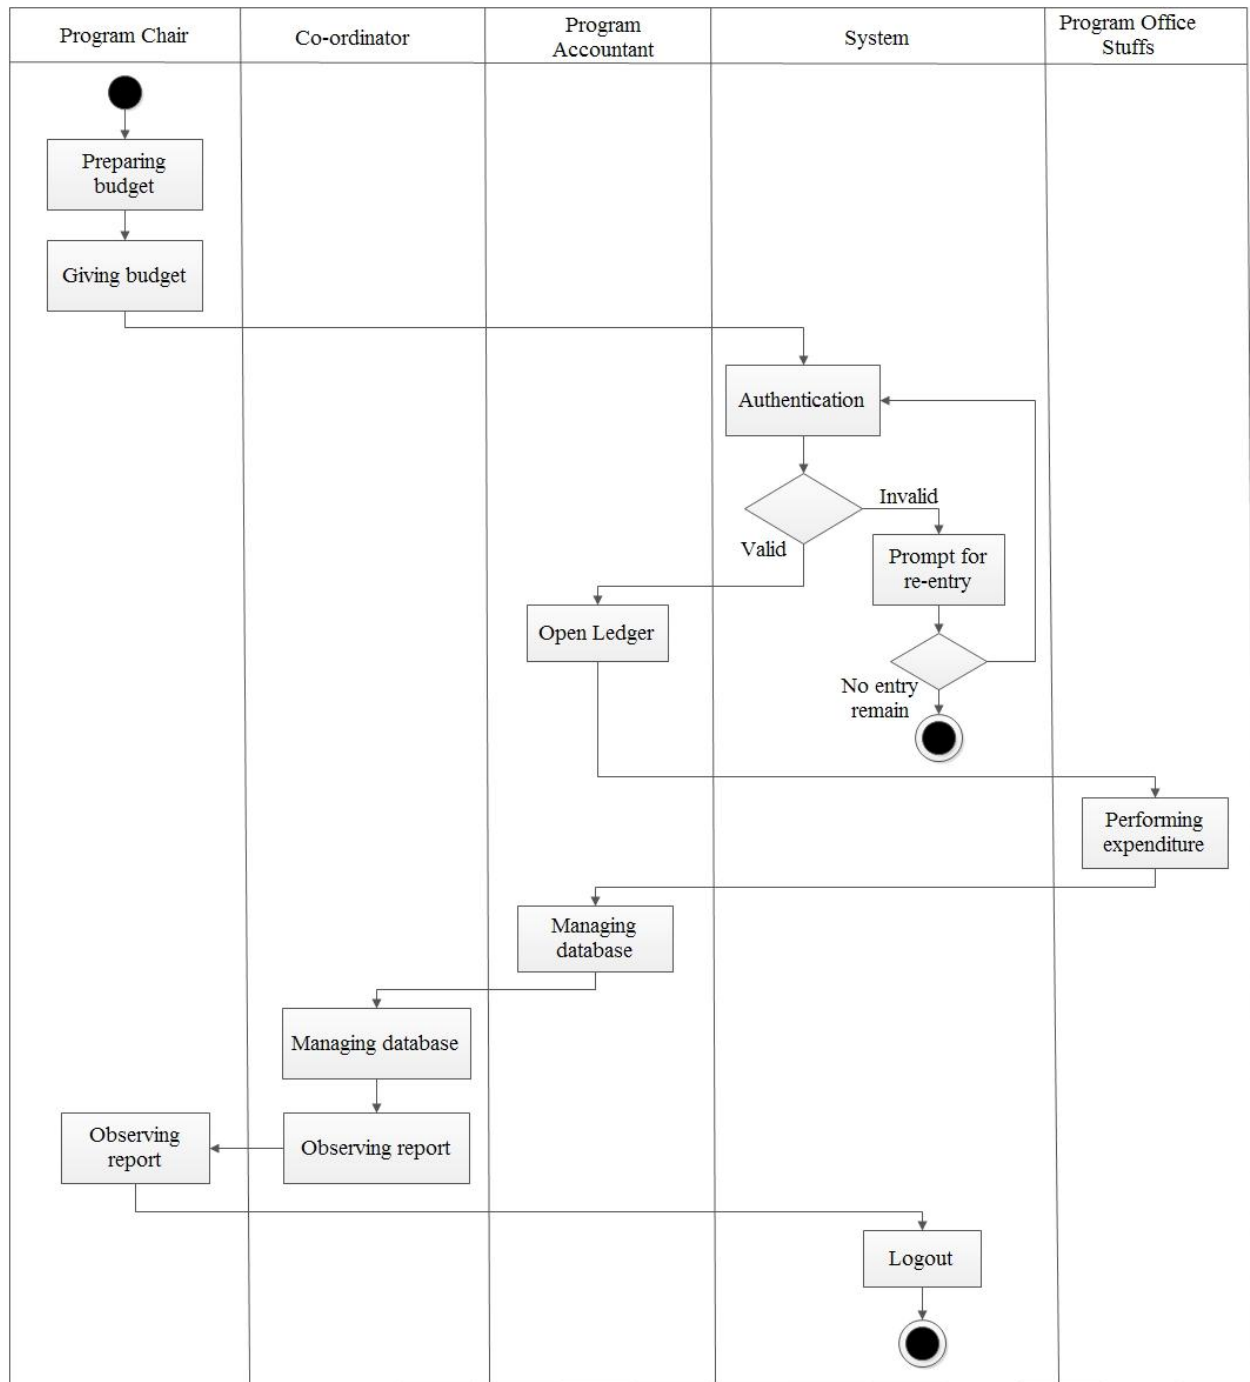 Program Chair
Co-ordinator
Program
Accountant
System
Program Office
Stuffs
Preparing
budget
Giving budget
Authentication
Invalid
Valid
Prompt for
re-entry
Open Ledger
No entry
remain
Performing
expenditure
Managing
database
Managing database
Observing
report
Observing report
Logout